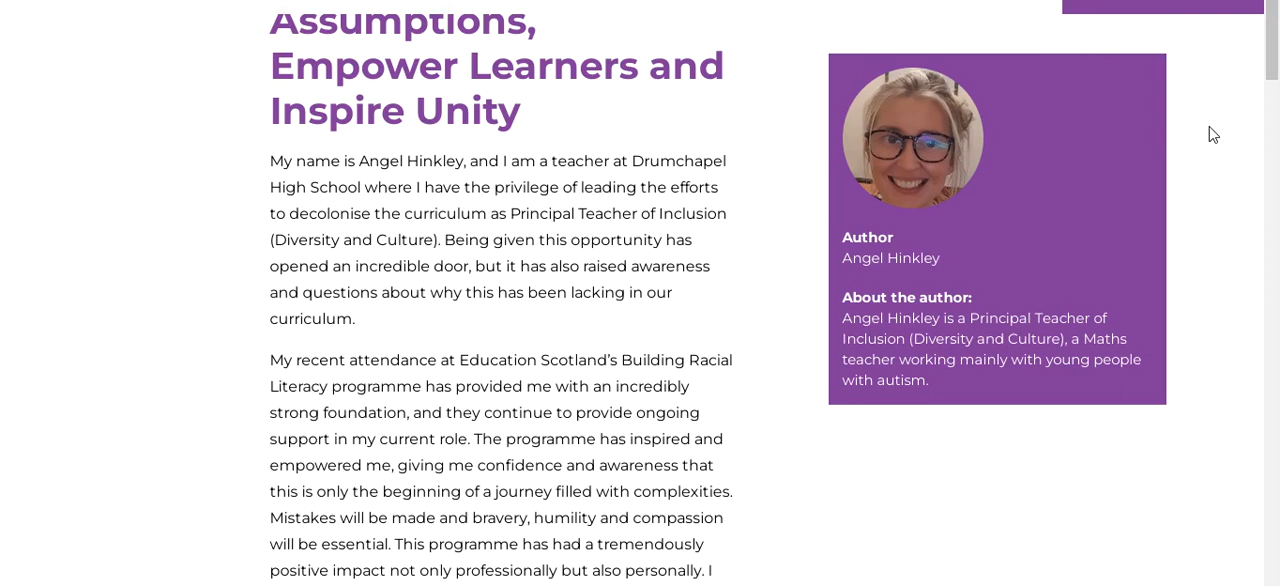 Assumptions,
Empower Learners and
Inspire Unity
My name is Angel Hinkley, and I am a teacher at Drumchapel
High School where I have the privilege of leading the efforts
to decolonise the curriculum as Principal Teacher of Inclusion
(Diversity and Culture). Being given this opportunity has
opened an incredible door, but it has also raised awareness
and questions about why this has been lacking in our
curriculum.
My recent attendance at Education Scotland’s Building Racial
Literacy programme has provided me with an incredibly
strong foundation, and they continue to provide ongoing
support in my current role. The programme has inspired and
empowered me, giving me confidence and awareness that
this is only the beginning of a journey filled with complexities.
Mistakes will be made and bravery, humility and compassion
will be essential. This programme has had a tremendously
positive impact not only professionally but also personally. I
Author
Angel Hinkley
About the author:
Angel Hinkley is a Principal Teacher of
Inclusion (Diversity and Culture), a Maths
teacher working mainly with young people
with autism.